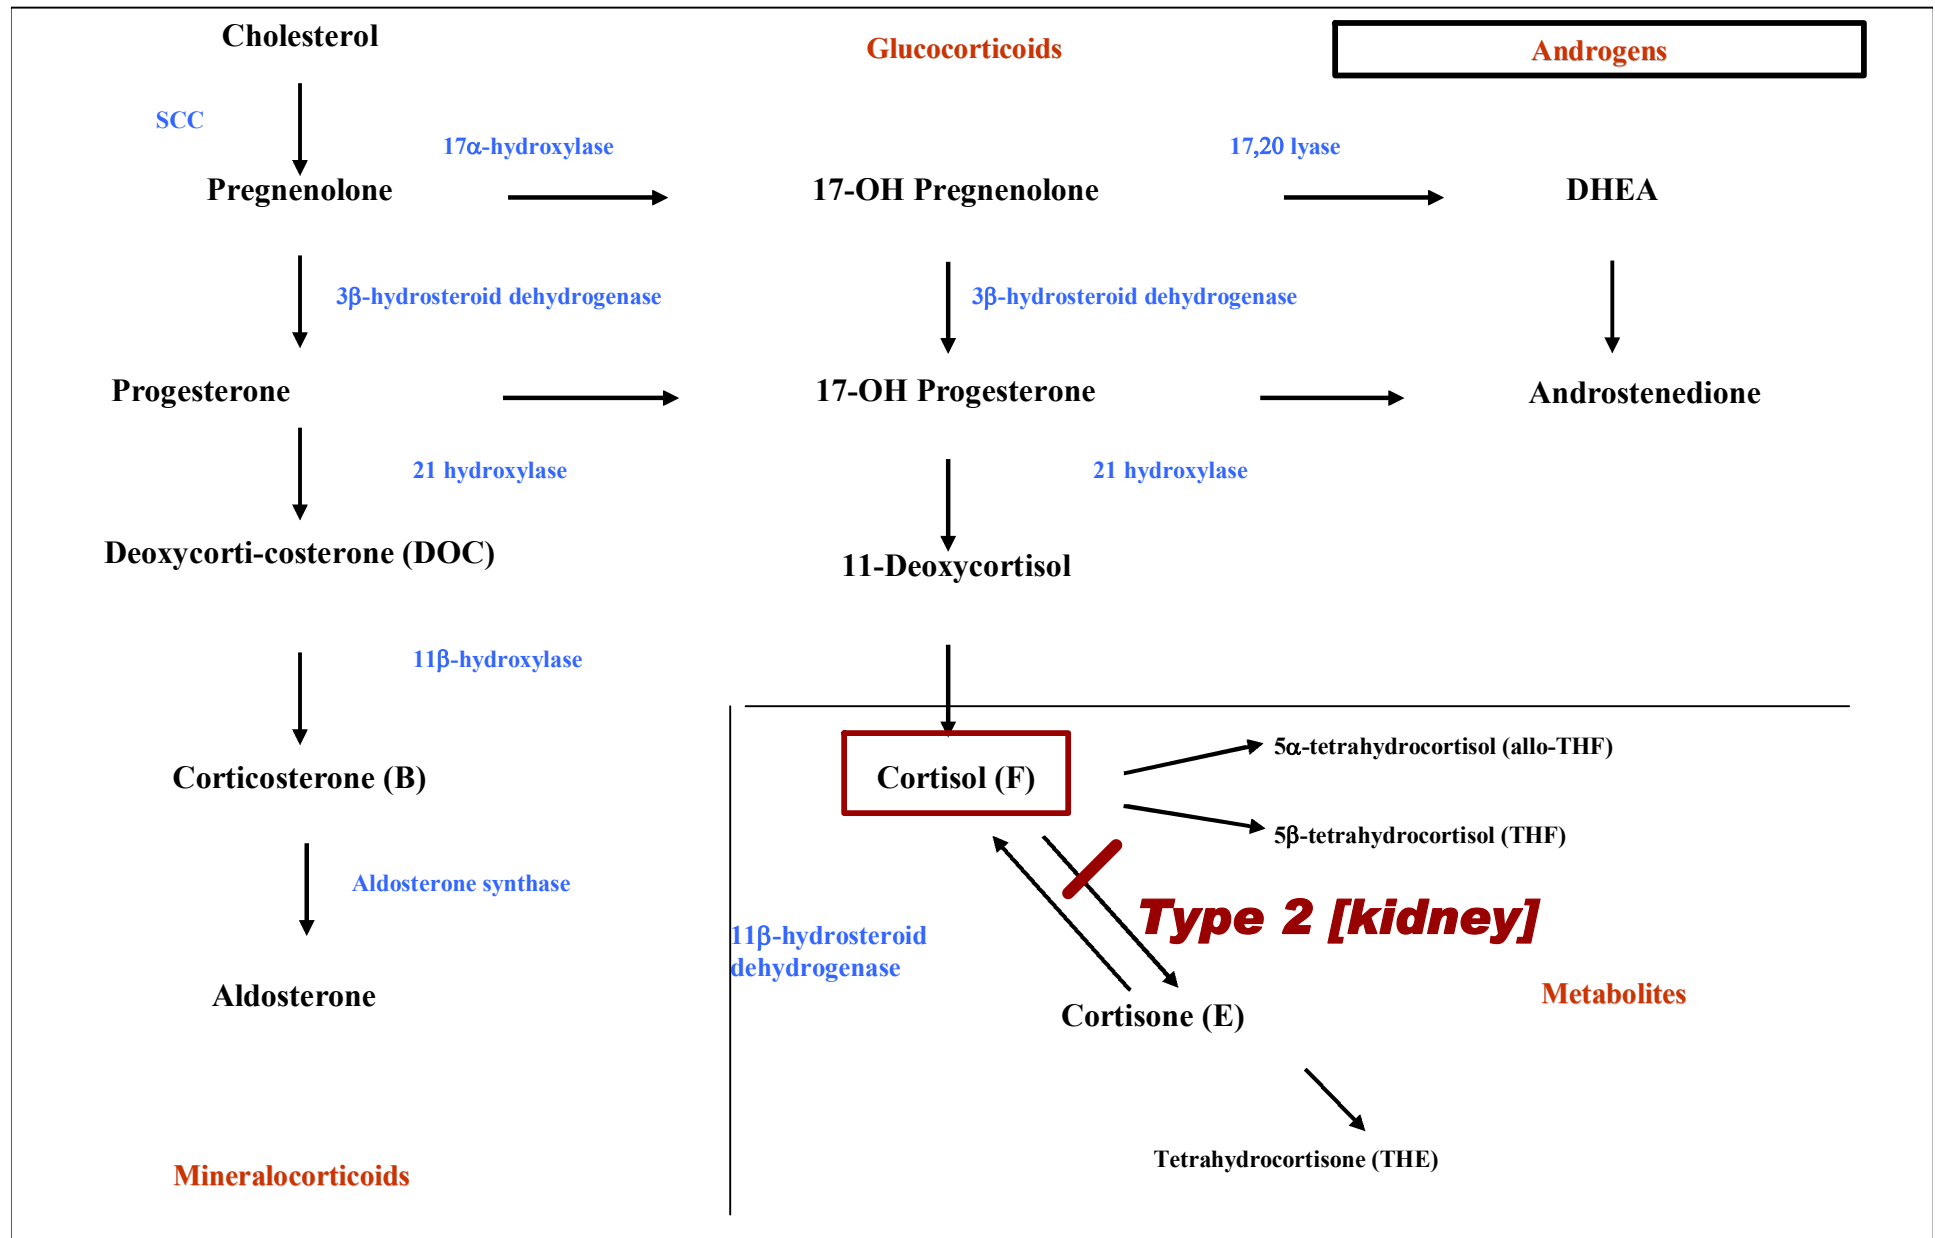 Cholesterol
Glucocorticoids
Androgens
SCC
17α-hydroxylase
17,20 lyase
Pregnenolone
17-OH Pregnenolone
DHEA
3β-hydrosteroid dehydrogenase
3β-hydrosteroid dehydrogenase
Progesterone
17-OH Progesterone
Androstenedione
21 hydroxylase
21 hydroxylase
Deoxycorti-costerone (DOC)
11-Deoxycortisol
11β-hydroxylase
5α-tetrahydrocortisol (allo-THF)
Corticosterone (B)
Cortisol (F)
5β-tetrahydrocortisol (THF)
Aldosterone synthase
Type 2 [kidney]
11β-hydrosteroid
dehydrogenase
Aldosterone
Metabolites
Cortisone (E)
Tetrahydrocortisone (THE)
Mineralocorticoids